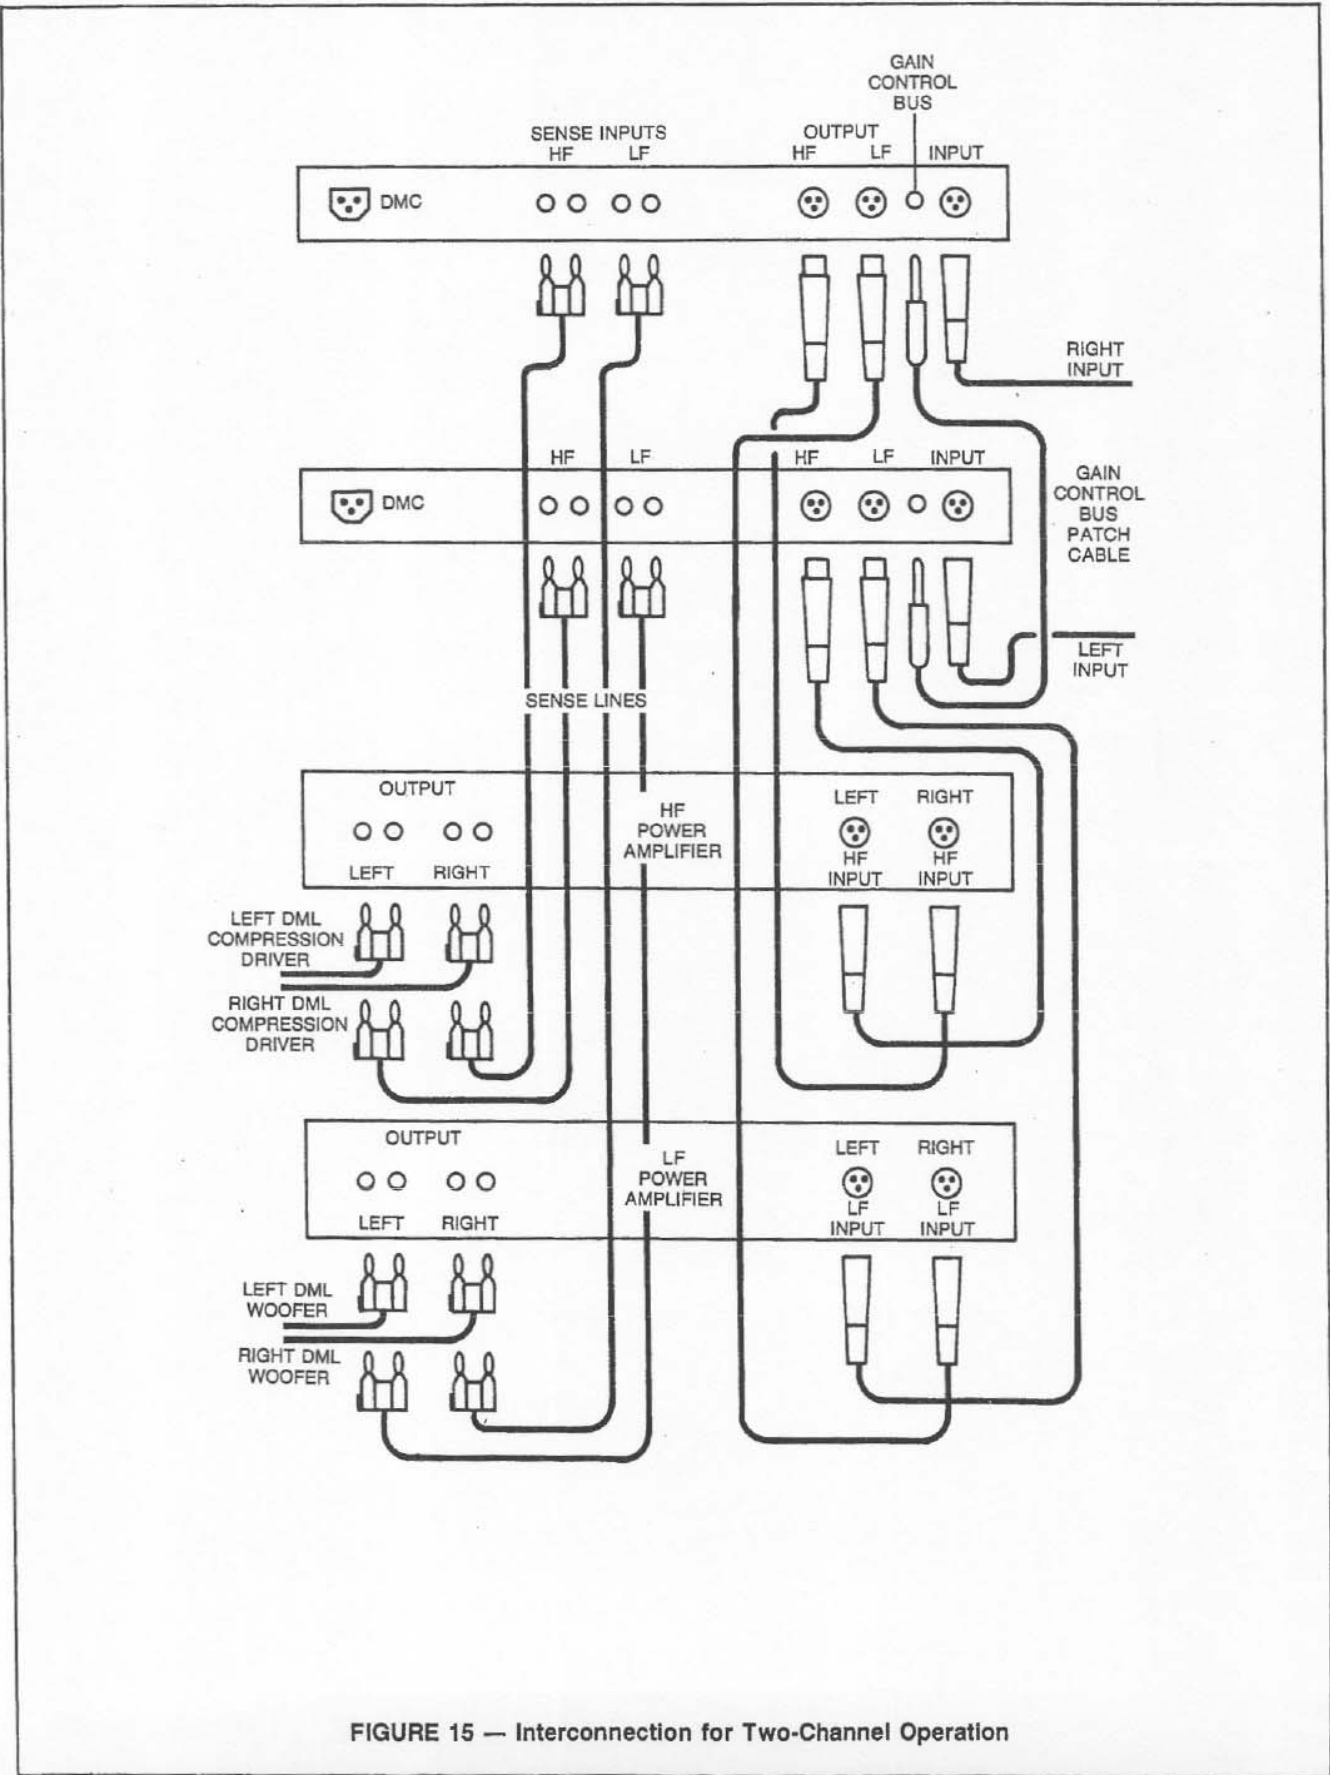 GAIN
CONTROL
BUS
SENSE INPUTS
HF LF
OUTPUT
HF LF INPUT
DMC
RIGHT
INPUT
HF LF
HF LF INPUT
DMC
GAIN
CONTROL
BUS
PATCH
CABLE
LEFT
INPUT
SENSE LINES
OUTPUT
LEFT RIGHT
HF
POWER
AMPLIFIER
LEFT RIGHT
HF HF
INPUT INPUT
LEFT DML
COMPRESSION
DRIVER
RIGHT DML
COMPRESSION
DRIVER
OUTPUT
LEFT RIGHT
LF
POWER
AMPLIFIER
LEFT RIGHT
LF LF
INPUT INPUT
LEFT DML
WOOFER
RIGHT DML
WOOFER
FIGURE 15 — Interconnection for Two-Channel Operation